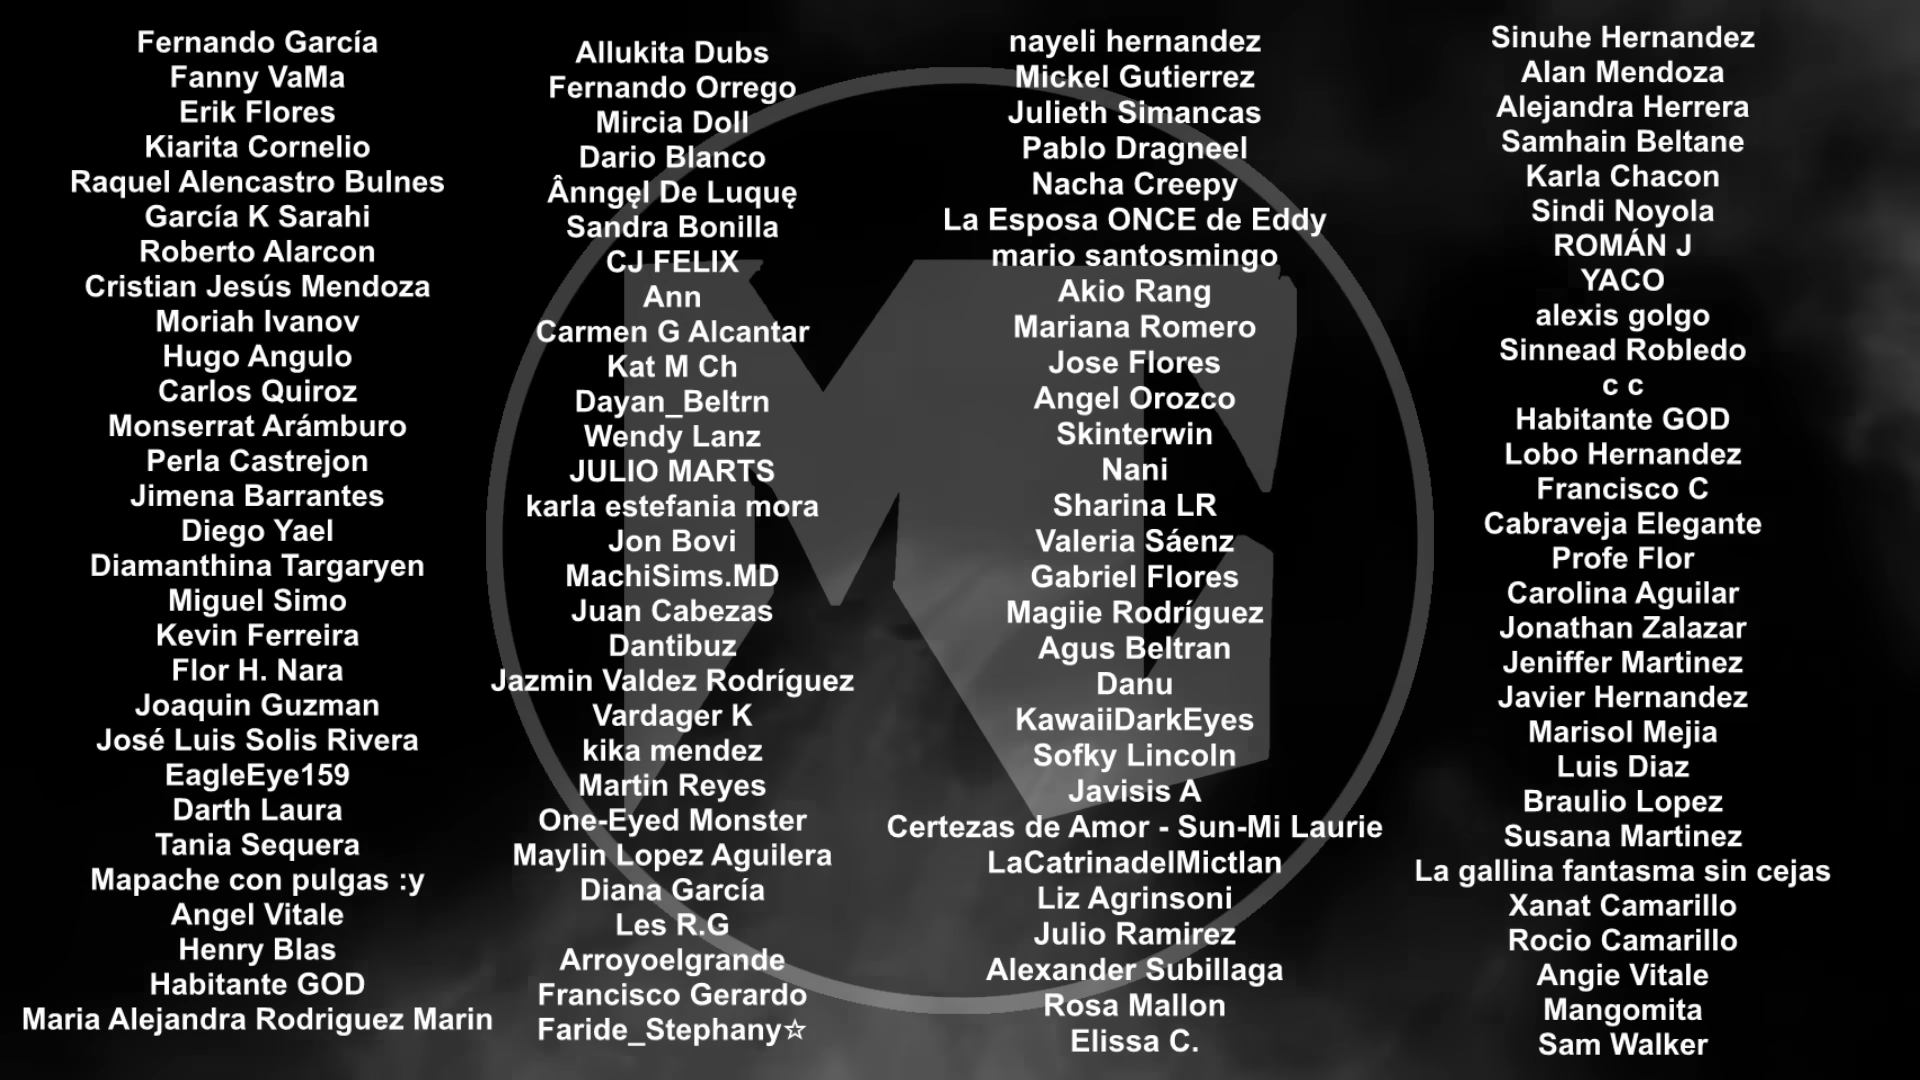 Fernando García
Fanny VaMa
Erik Flores
Kiarita Cornelio
Raquel Alencastro Bulnes
García K Sarahi
Roberto Alarcon
Cristian Jesús Mendoza
Moriah Ivanov
Hugo Angulo
Carlos Quiroz
Monserrat Arámburo
Perla Castrejon
Jimena Barrantes
Diego Yael
Diamanthina Targaryen
Miguel Simo
Kevin Ferreira
Flor H. Nara
Joaquin Guzman
José Luis Solis Rivera
EagleEye159
Darth Laura
Tania Sequera
Mapache con pulgas :y
Angel Vitale
Henry Blas
Habitante GOD
Maria Alejandra Rodriguez Marin
Allukita Dubs
Fernando Orrego
Mircia Doll
Dario Blanco
Ânngęl De Luquę
Sandra Bonilla
CJ FELIX
Ann
Carmen G Alcantar
Kat M Ch
Dayan_Beltrn
Wendy Lanz
JULIO MARTS
karla estefania mora
Jon Bovi
MachiSims.MD
Juan Cabezas
Dantibuz
Jazmin Valdez Rodríguez
Vardager K
kika mendez
Martin Reyes
One-Eyed Monster
Maylin Lopez Aguilera
Diana García
Les R.G
Arroyoelgrande
Francisco Gerardo
Faride_Stephany☆
nayeli hernandez
Mickel Gutierrez
Julieth Simancas
Pablo Dragneel
Nacha Creepy
La Esposa ONCE de Eddy
mario santosmingo
Akio Rang
Mariana Romero
Jose Flores
Angel Orozco
Skinterwin
Nani
Sharina LR
Valeria Sáenz
Gabriel Flores
Magiie Rodríguez
Agus Beltran
Danu
KawaiiDarkEyes
Sofky Lincoln
Javisis A
Certezas de Amor - Sun-Mi Laurie
LaCatrinadelMictlan
Liz Agrinsoni
Julio Ramirez
Alexander Subillaga
Rosa Mallon
Elissa C.
Sinuhe Hernandez
Alan Mendoza
Alejandra Herrera
Samhain Beltane
Karla Chacon
Sindi Noyola
ROMÁN J
YACO
alexis golgo
Sinnead Robledo
c c
Habitante GOD
Lobo Hernandez
Francisco C
Cabraveja Elegante
Profe Flor
Carolina Aguilar
Jonathan Zalazar
Jeniffer Martinez
Javier Hernandez
Marisol Mejia
Luis Diaz
Braulio Lopez
Susana Martinez
La gallina fantasma sin cejas
Xanat Camarillo
Rocio Camarillo
Angie Vitale
Mangomita
Sam Walker